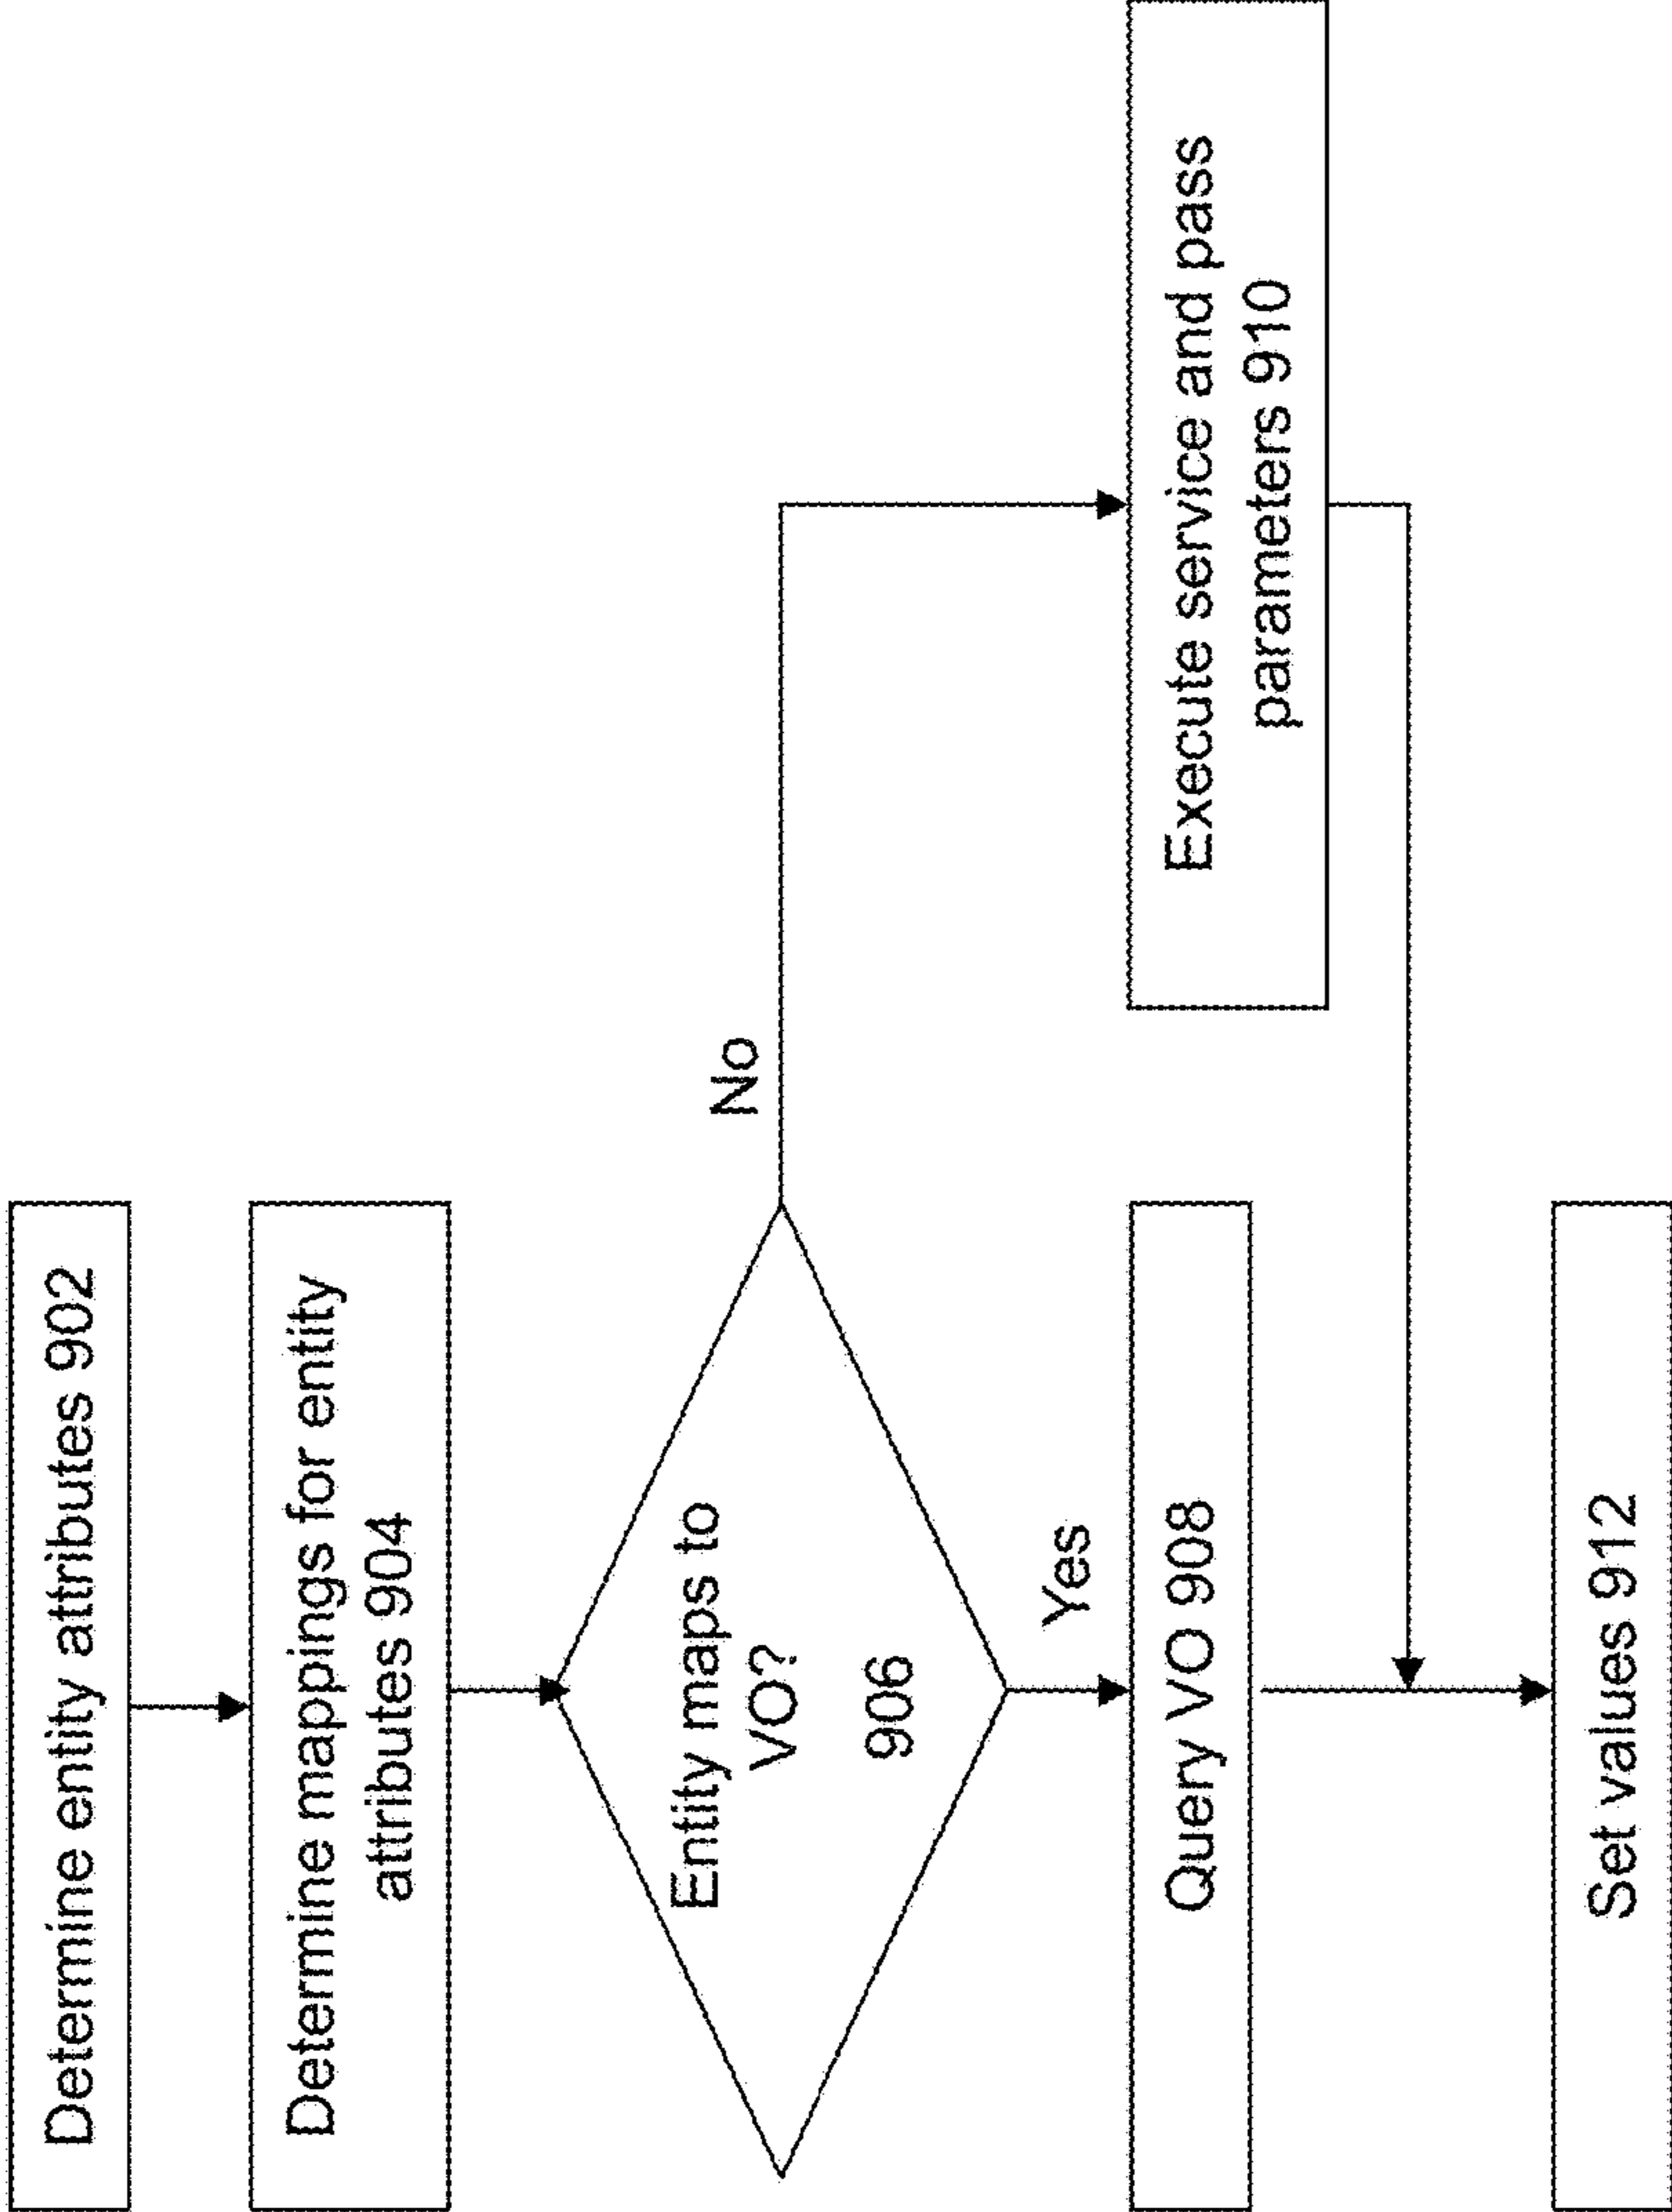 Determine entity attributes 902
Determine mappings for entity
attributes 904
Entity maps to
VO?
906
No
Yes
Query VO 908
Execute service and pass
parameters 910
Set values 912